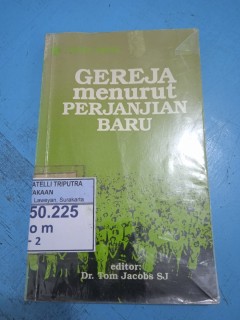 GEREJA
menurut
PERJANJIAN
BARU
ATELLI TRIPUTRA
AKAAN
Laweyan, Surakarta
50.225
o m
- 2
editor:
Dr. Tom Jacobs SJ